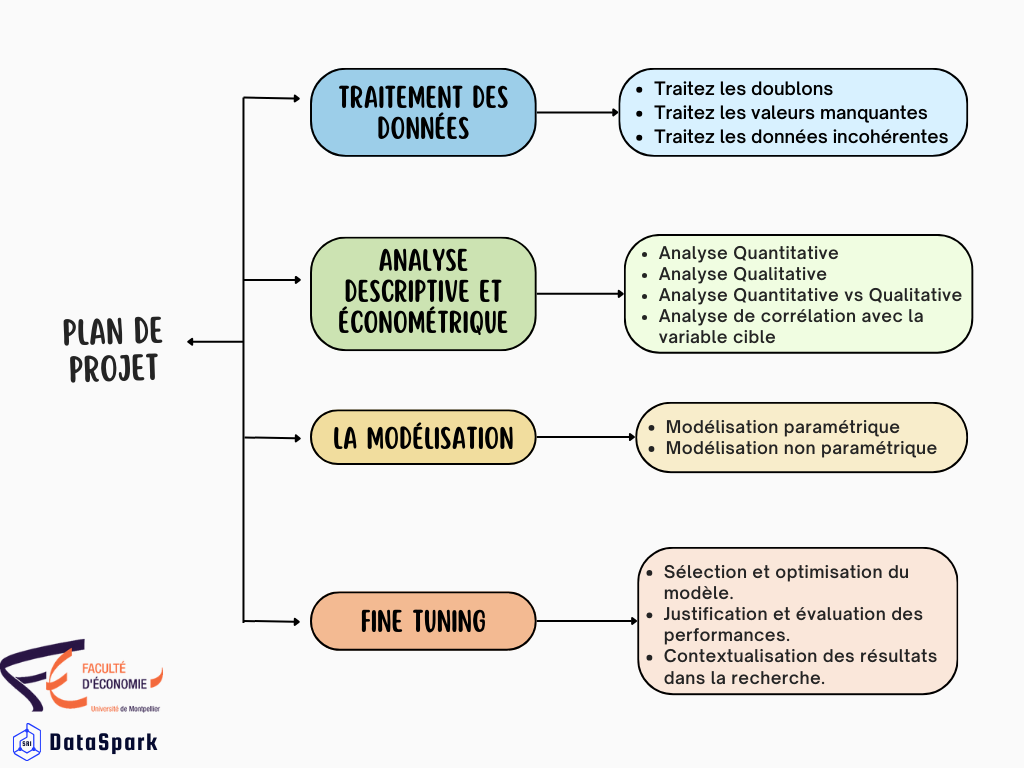 PLAN DE
PROJET
TRAITEMENT DES
DONNÉES
• Traitez les doublons
• Traitez les valeurs manquantes
• Traitez les données incohérentes
ANALYSE
DESCRIPTIVE ET
ÉCONOMÉTRIQUE
• Analyse Quantitative
• Analyse Qualitative
• Analyse Quantitative vs Qualitative
• Analyse de corrélation avec la
variable cible
LA MODÉLISATION
• Modélisation paramétrique
• Modélisation non paramétrique
FINE TUNING
• Sélection et optimisation du
modèle.
• Justification et évaluation des
performances.
• Contextualisation des résultats
dans la recherche.
FACULTÉ
D'ÉCONOMIE
Université de Montpellier
DataSpark